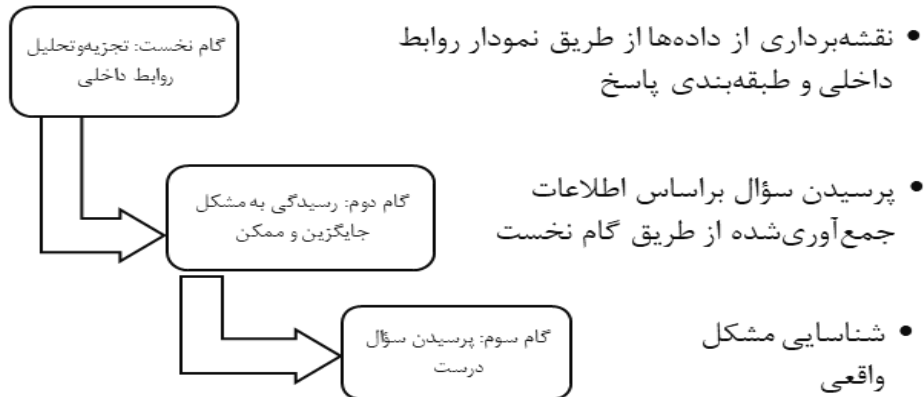 گام نخست: تجزیه‌وتحلیل
روابط داخلی
• نقشه‌برداری از داده‌ها از طریق نمودار روابط
داخلی و طبقه‌بندی پاسخ
گام دوم: رسیدگی به مشکل
جایگزین و ممکن
• پرسیدن سؤال براساس اطلاعات
جمع‌آوری‌شده از طریق گام نخست
گام سوم: پرسیدن سؤال
درست
• شناسایی مشکل
واقعی